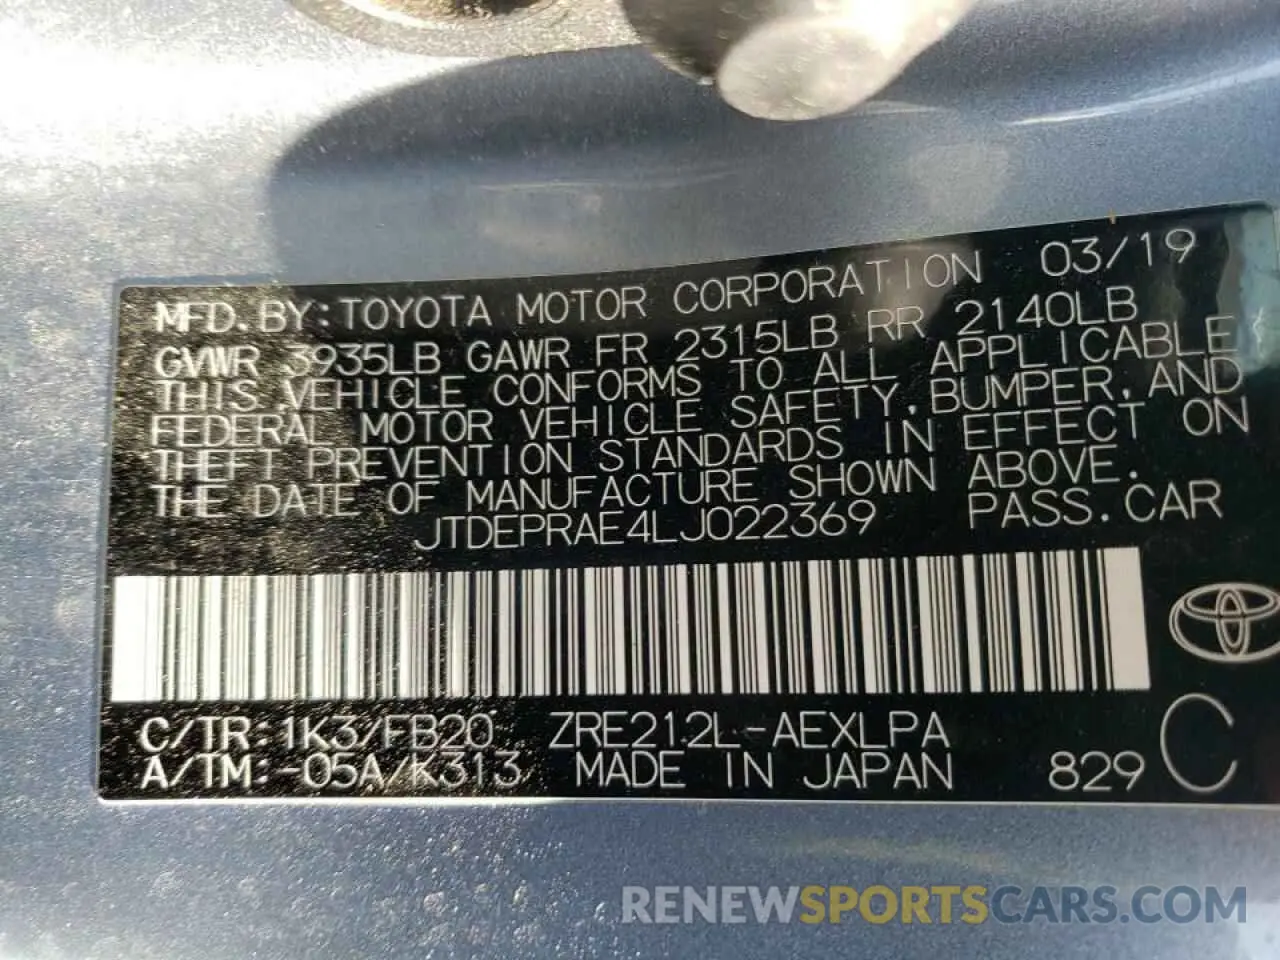 MFD. BY: TOYOTA MOTOR CORPORATION 03/19
GVWR 3935LB GAWR FR 2315LB RR 2140LB
THIS VEHICLE CONFORMS TO ALL APPLICABLE
FEDERAL MOTOR VEHICLE SAFETY, BUMPER, AND
THEFT PREVENTION STANDARDS IN EFFECT ON
THE DATE OF MANUFACTURE SHOWN ABOVE.
JTDEPRAE4LJ022369 PASS. CAR
C/TR: 1K3/FB20 ZRE212L-AEXLPA
A/TM: -05A/K313 MADE IN JAPAN 829 C
RENEWSPORTSCARS.COM